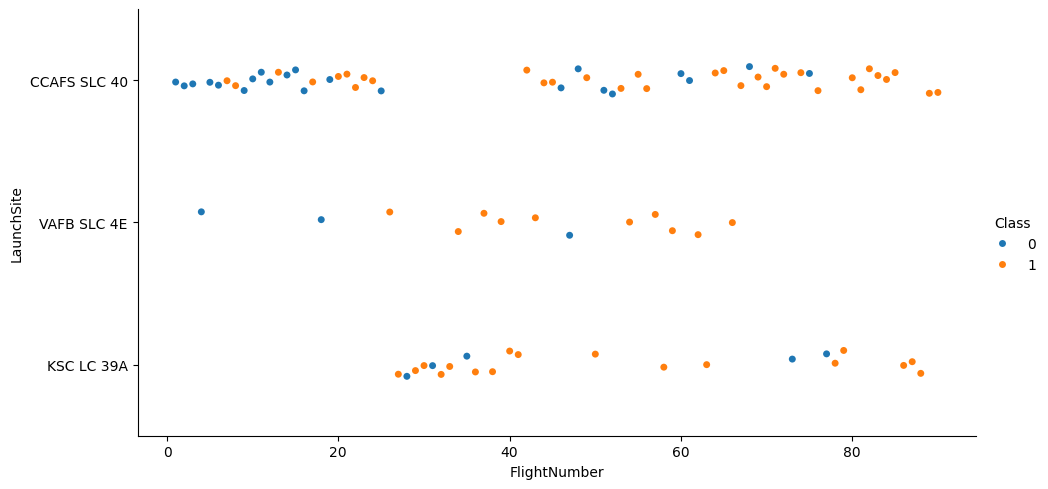 CCAFS SLC 40
VAFB SLC 4E
KSC LC 39A
LaunchSite
0 20 40 60 80
FlightNumber
Class
0
1